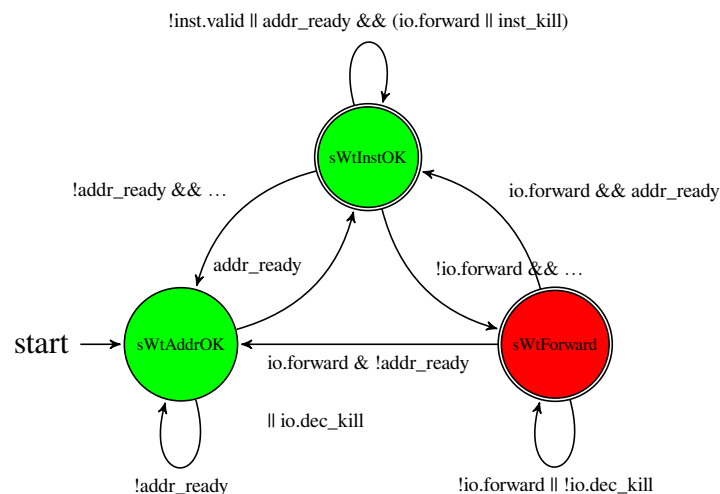 !inst.valid || addr_ready && (io.forward || inst_kill)
sWtInstOK
!addr_ready && …
io.forward && addr_ready
addr_ready
!io.forward && …
start
sWtAddrOK
sWtForward
io.forward & !addr_ready
|| io.dec_kill
!addr_ready
!io.forward || !io.dec_kill